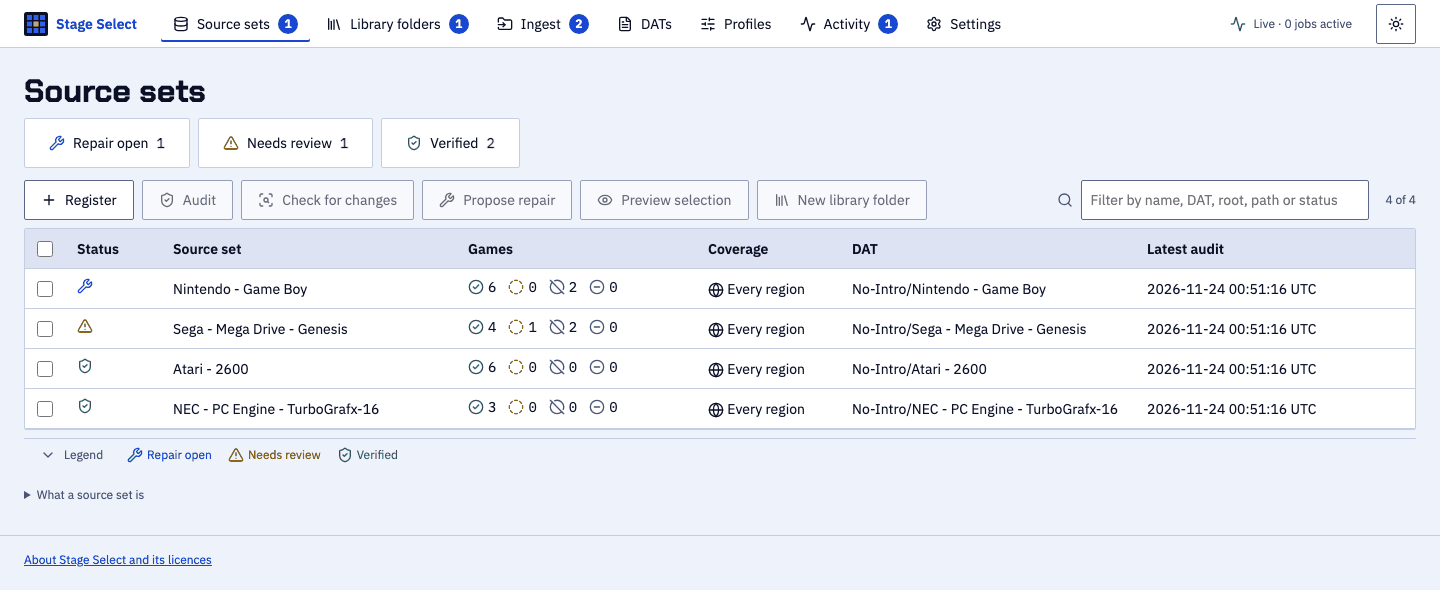 Stage Select Source sets 1 Library folders 1 Ingest 2 DATs Profiles Activity 1 Settings Live · 0 jobs active
Source sets
Repair open 1 Needs review 1 Verified 2
Register Audit Check for changes Propose repair Preview selection New library folder Filter by name, DAT, root, path or status 4 of 4
Status Source set Games Coverage DAT Latest audit
Nintendo - Game Boy 6 0 2 0 Every region No-Intro/Nintendo - Game Boy 2026-11-24 00:51:16 UTC
Sega - Mega Drive - Genesis 4 1 2 0 Every region No-Intro/Sega - Mega Drive - Genesis 2026-11-24 00:51:16 UTC
Atari - 2600 6 0 0 0 Every region No-Intro/Atari - 2600 2026-11-24 00:51:16 UTC
NEC - PC Engine - TurboGrafx-16 3 0 0 0 Every region No-Intro/NEC - PC Engine - TurboGrafx-16 2026-11-24 00:51:16 UTC
Legend Repair open Needs review Verified
What a source set is
About Stage Select and its licences